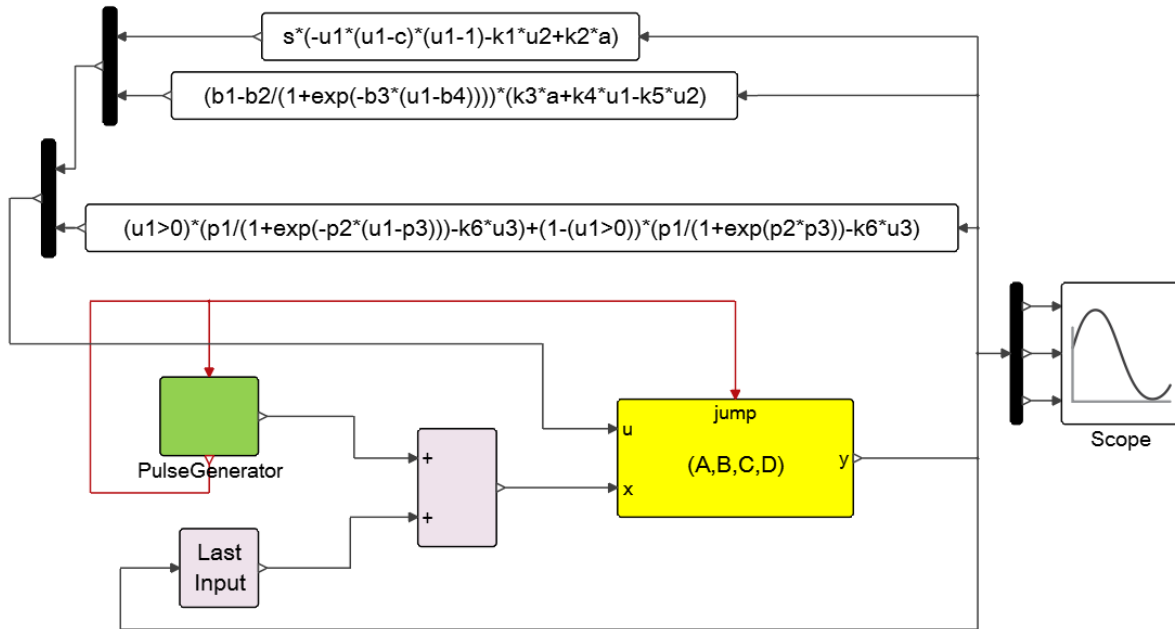 s*(-u1*(u1-c)*(u1-1)-k1*u2+k2*a)
(b1-b2/(1+exp(-b3*(u1-b4))))*(k3*a+k4*u1-k5*u2)
(u1>0)*(p1/(1+exp(-p2*(u1-p3)))-k6*u3)+(1-(u1>0))*(p1/(1+exp(p2*p3))-k6*u3)
PulseGenerator
+
+
jump
u
(A,B,C,D)
y
x
Scope
Last
Input